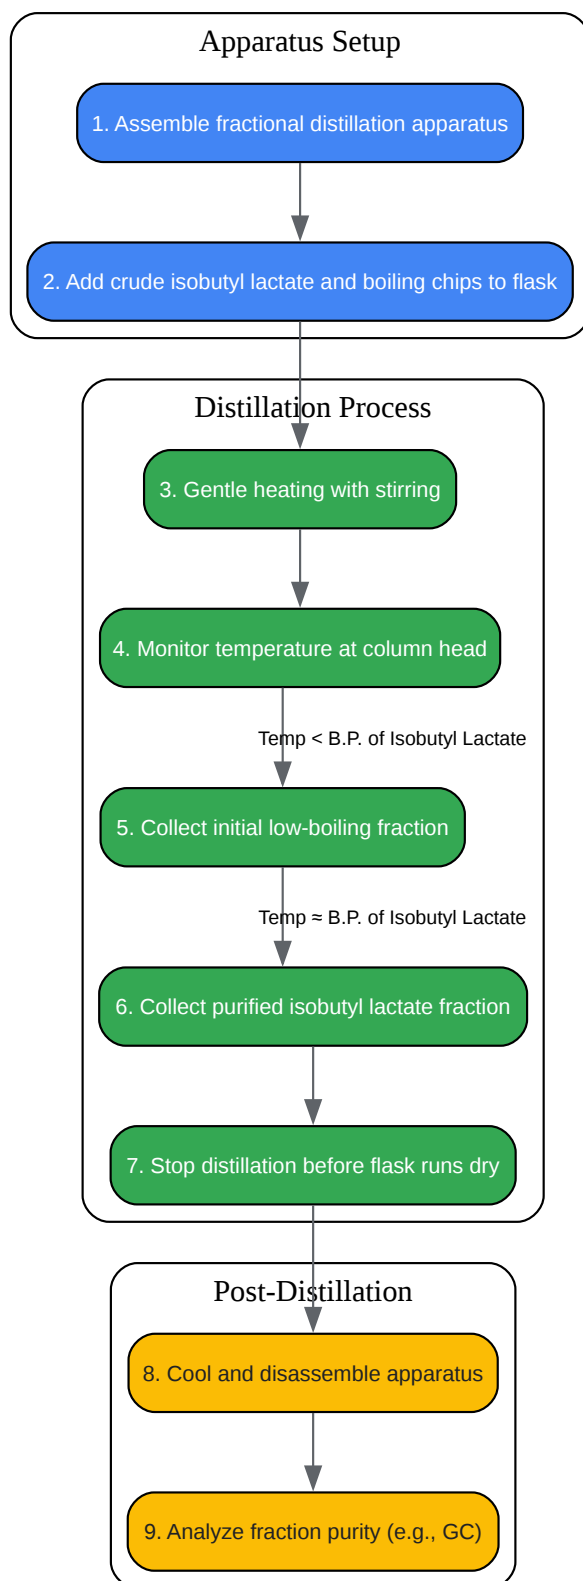 Apparatus Setup
1. Assemble fractional distillation apparatus
2. Add crude isobutyl lactate and boiling chips to flask
Distillation Process
3. Gentle heating with stirring
4. Monitor temperature at column head
Temp < B.P. of Isobutyl Lactate
5. Collect initial low-boiling fraction
Temp ≈ B.P. of Isobutyl Lactate
6. Collect purified isobutyl lactate fraction
7. Stop distillation before flask runs dry
Post-Distillation
8. Cool and disassemble apparatus
9. Analyze fraction purity (e.g., GC)